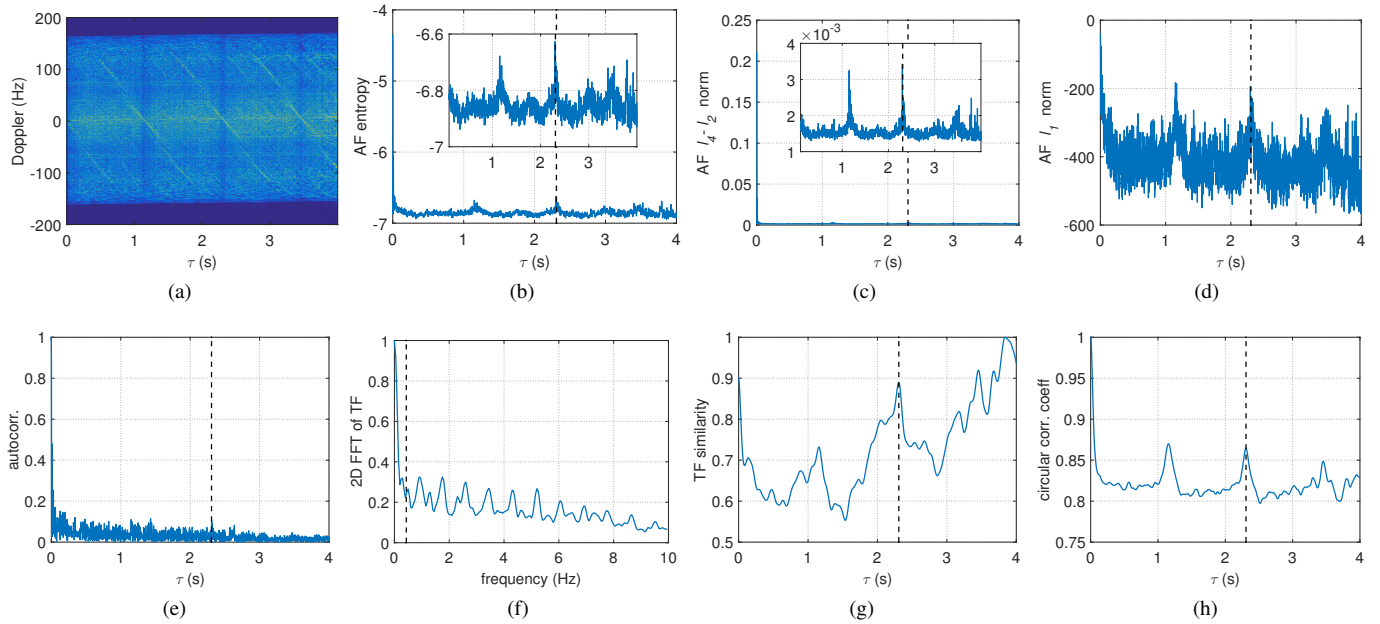 200
100
0
-100
-200
Doppler (Hz)
0 1 2 3
τ (s)
(a)
-4
-5
-6
-7
AF entropy
-6.6
-6.8
-7
1 2 3
0 1 2 3 4
τ (s)
(b)
0.25
0.2
0.15
0.1
0.05
0
AF l4- l2 norm
×10-3
4
3
2
1
1 2 3
0 1 2 3 4
τ (s)
(c)
0
-200
-400
-600
AF l1 norm
0 1 2 3 4
τ (s)
(d)
1
0.8
0.6
0.4
0.2
0
autocorr.
0 1 2 3 4
τ (s)
(e)
1
0.8
0.6
0.4
0.2
0
2D FFT of TF
0 2 4 6 8 10
frequency (Hz)
(f)
1
0.9
0.8
0.7
0.6
0.5
TF similarity
0 1 2 3 4
τ (s)
(g)
1
0.95
0.9
0.85
0.8
0.75
circular corr. coeff
0 1 2 3 4
τ (s)
(h)